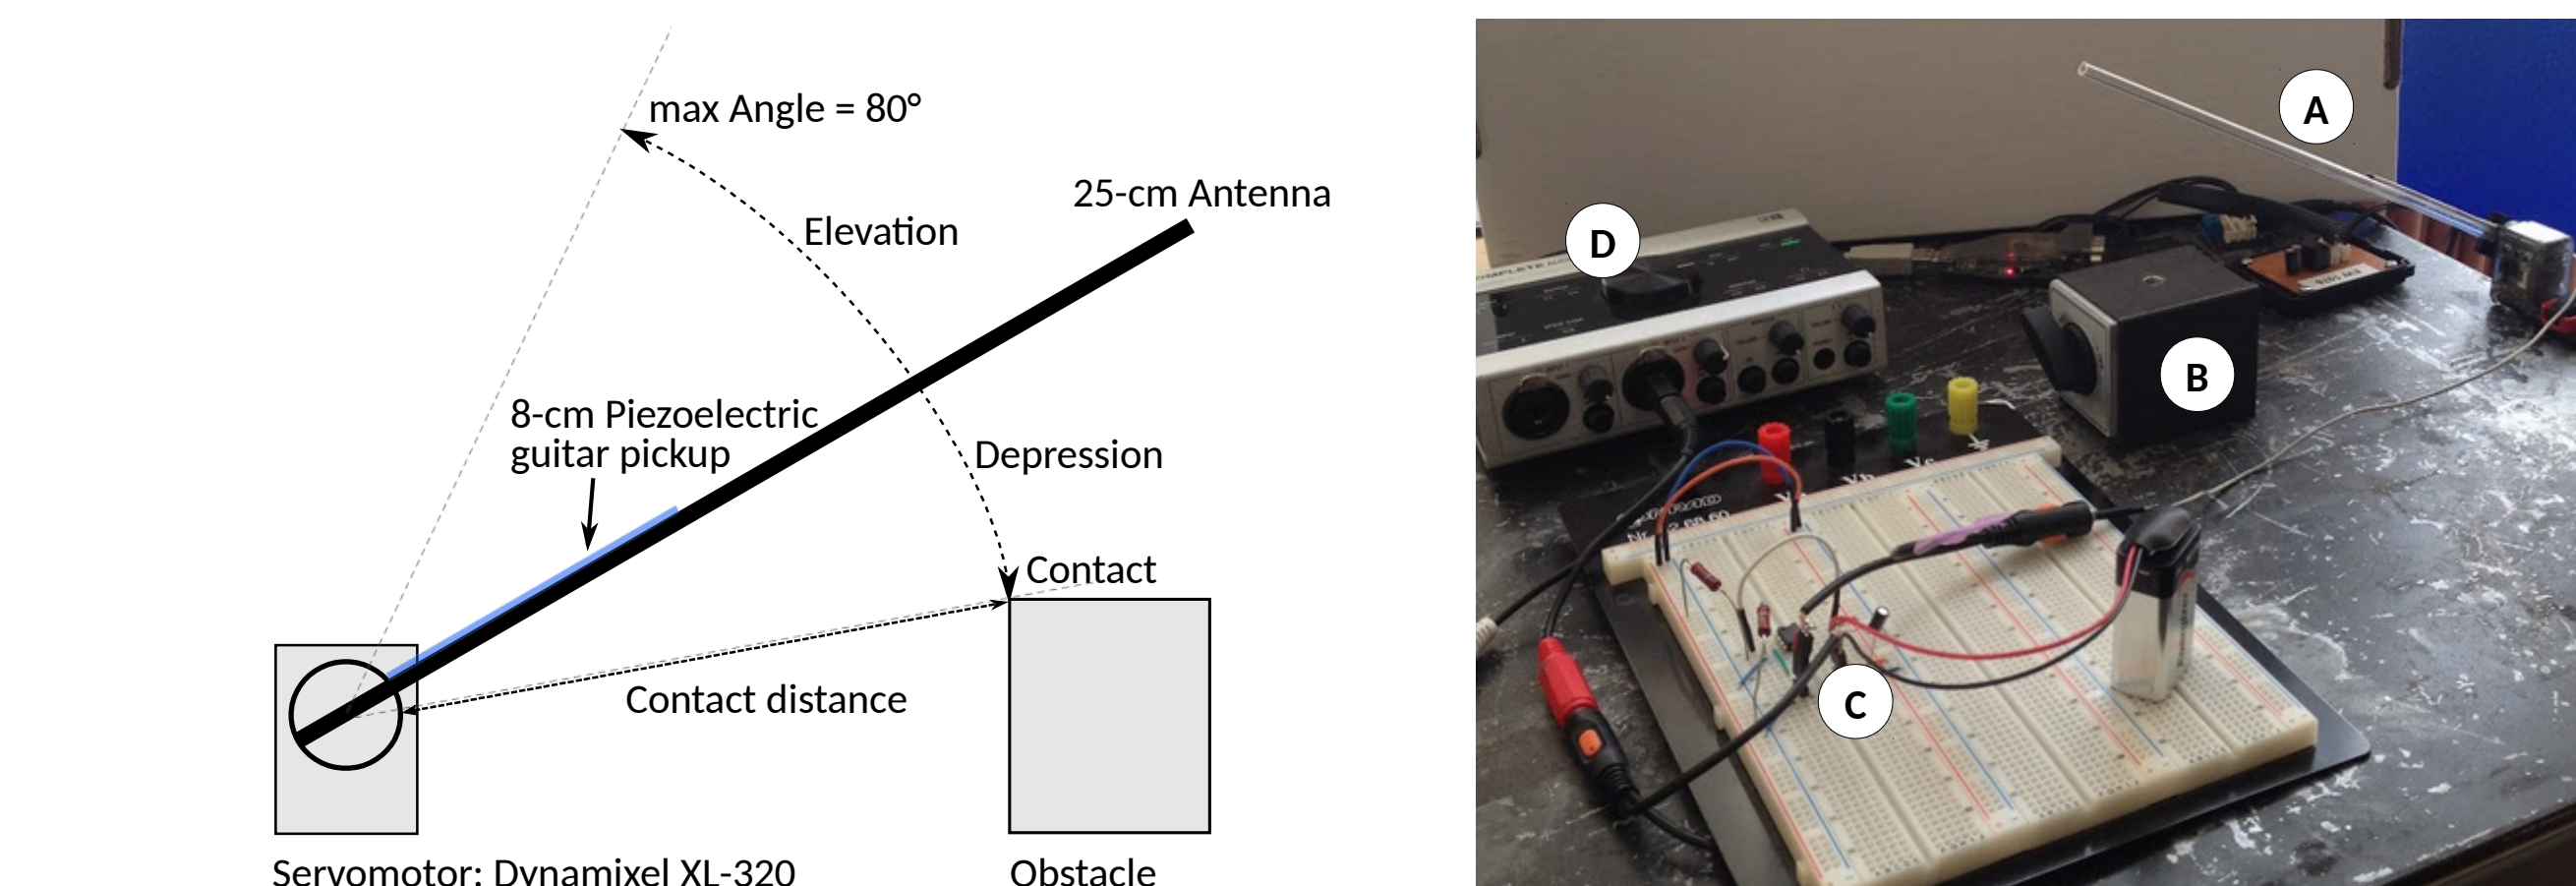 max Angle = 80°
25-cm Antenna
Elevation
8-cm Piezoelectric
guitar pickup
Depression
Contact
Contact distance
Servomotor: Dynamixel XL-320
Obstacle
A
D
B
C